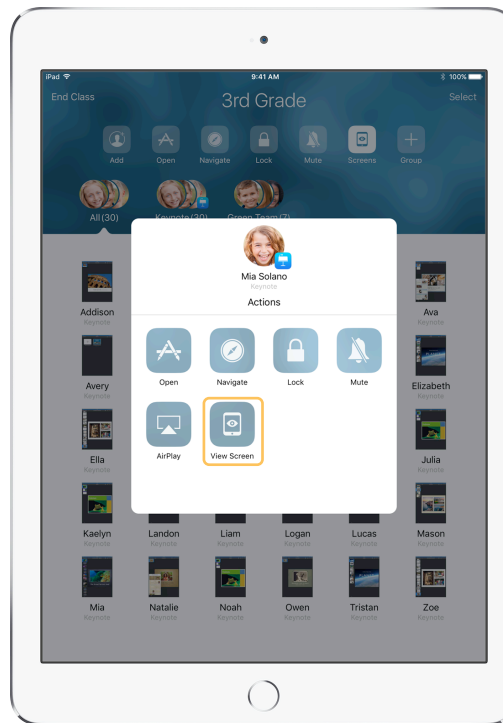 iPad 9:41 AM 100%
End Class 3rd Grade Select
Add Open Navigate Lock Mute Screens Group
All (30) Keynote (30) Green Team (7)
Mia Solano
Keynote
Actions
Open Navigate Lock Mute
AirPlay View Screen
Addison Ava
Keynote Keynote
Avery Elizabeth
Keynote Keynote
Ella Julia
Keynote Keynote
Kaelyn Landon Liam Logan Lucas Mason
Keynote Keynote Keynote Keynote Keynote Keynote
Mia Natalie Noah Owen Tristan Zoe
Keynote Keynote Keynote Keynote Keynote Keynote